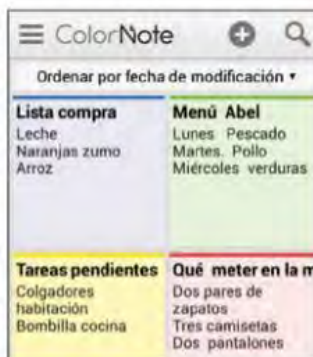 ColorNote
Ordenar por fecha de modificación
Lista compra
Leche
Naranjas zumo
Arroz
Menú Abel
Lunes Pescado
Martes. Pollo
Miércoles verduras
Tareas pendientes
Colgadores
habitación
Bombilla cocina
Qué meter en la m
Dos pares de
zapatos
Tres camisetas
Dos pantalones